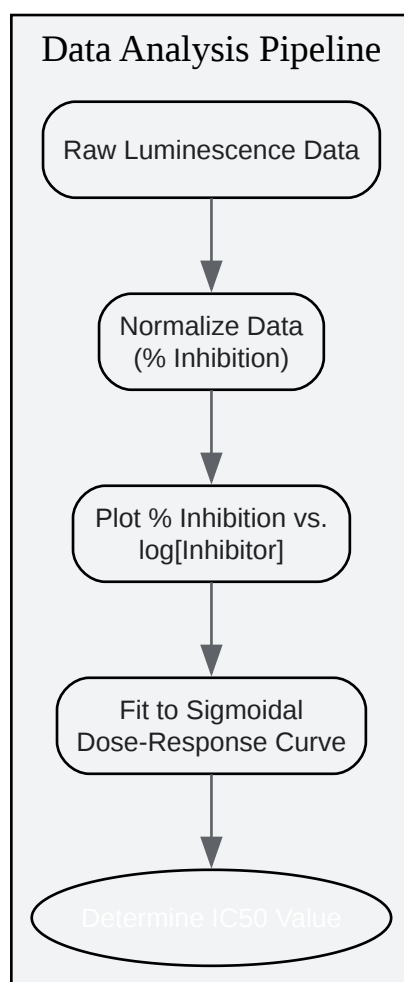 Data Analysis Pipeline
Raw Luminescence Data
Normalize Data
(% Inhibition)
Plot % Inhibition vs.
log[Inhibitor]
Fit to Sigmoidal
Dose-Response Curve
Determine IC50 Value